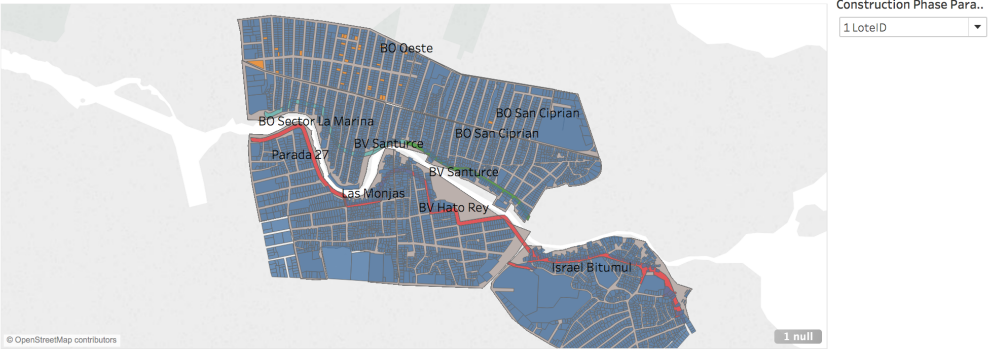 Construction Phase Para..
1 LoteID
BO Oeste
BO San Ciprian
BO Sector La Marina
BO San Ciprian
BV Santurce
Parada 27
BV Santurce
Las Monjas
BV Hato Rey
Israel Bitumul
1 null
© OpenStreetMap contributors